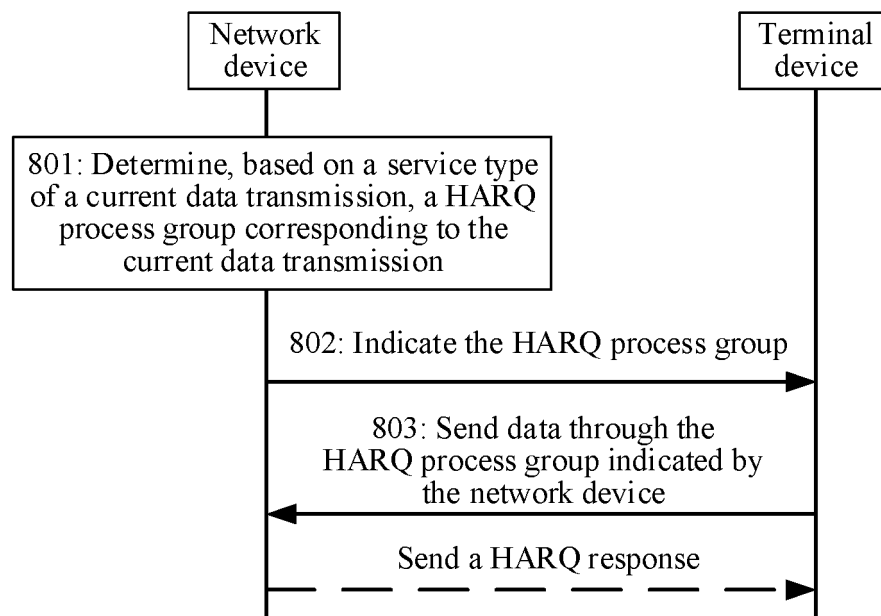 Network
device
Terminal
device
801: Determine, based on a service type
of a current data transmission, a HARQ
process group corresponding to the
current data transmission
802: Indicate the HARQ process group
803: Send data through the
HARQ process group indicated by
the network device
Send a HARQ response